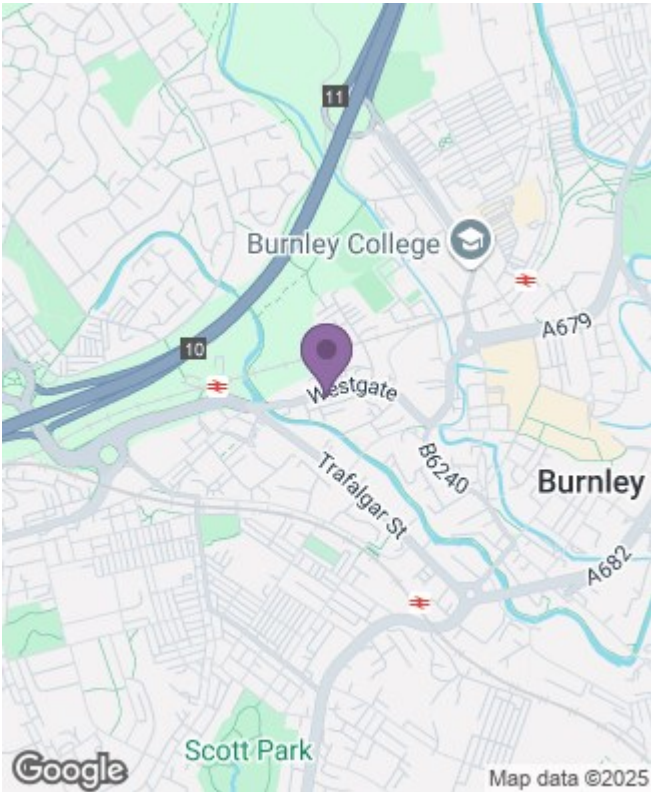 11
Burnley College
A679
10
Westgate
B6240
Burnley
Trafalgar St
A682
Scott Park
Google
Map data ©2025